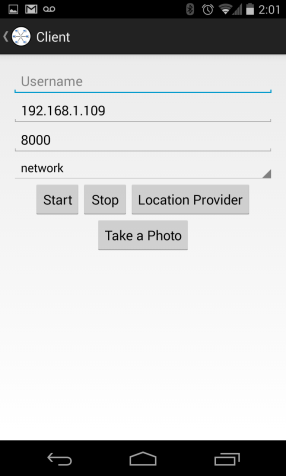 2:01
Client
Username
192.168.1.109
8000
network
Start Stop Location Provider
Take a Photo